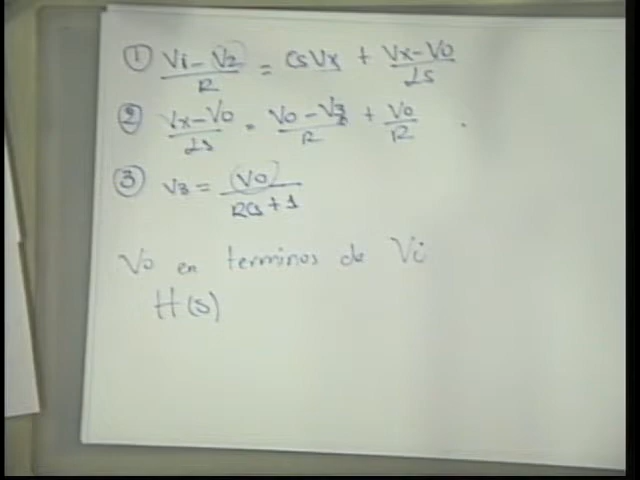 ① Vi - V2 / R = CsVx + Vx - Vo / Ls
② Vx - Vo / Ls = Vo - V3 / R + Vo / R .
③ V3 = Vo / RCs + 1
Vo en terminos de Vi
H(s)